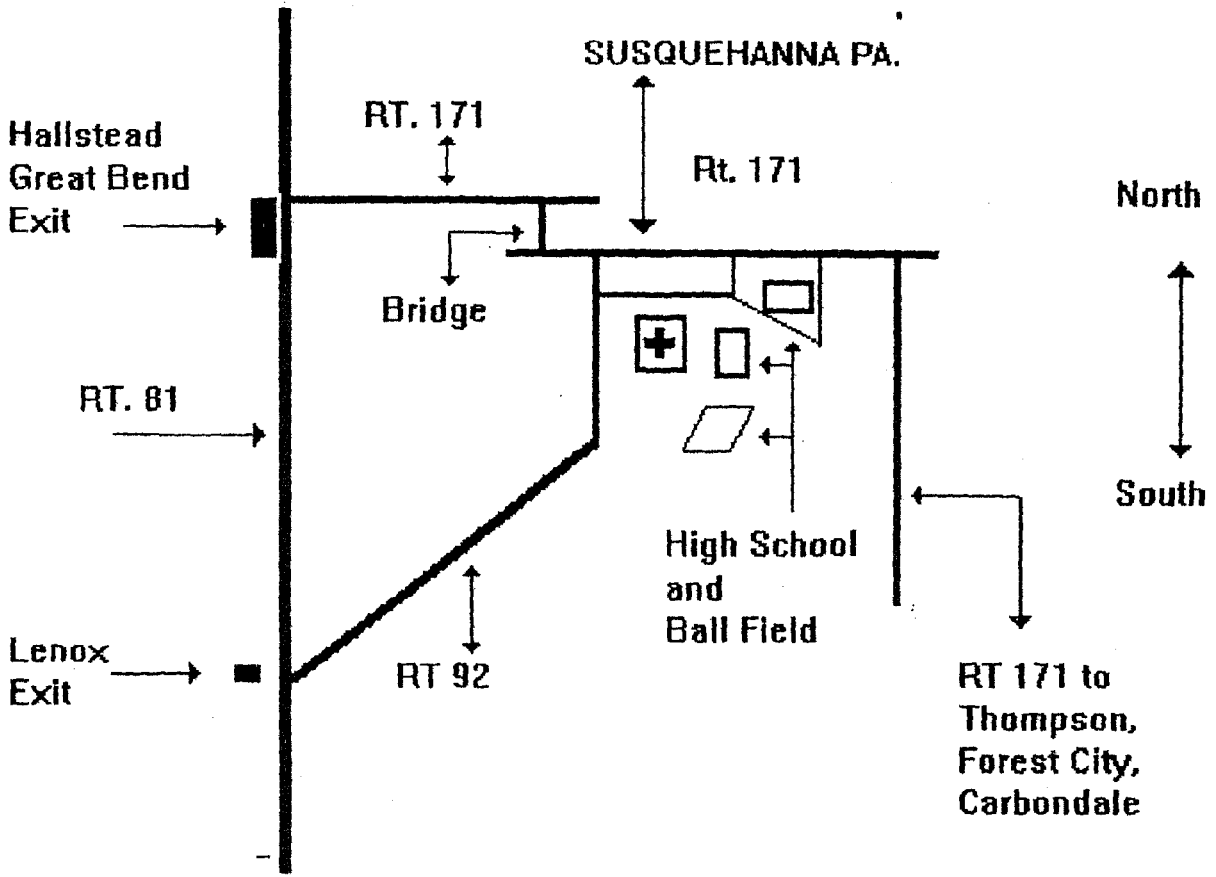 SUSQUEHANNA PA.
RT. 171
Hallstead
Great Bend
Exit
Rt. 171
North
Bridge
RT. 81
South
High School
and
Ball Field
Lenox
Exit
RT 92
RT 171 to
Thompson,
Forest City,
Carbondale